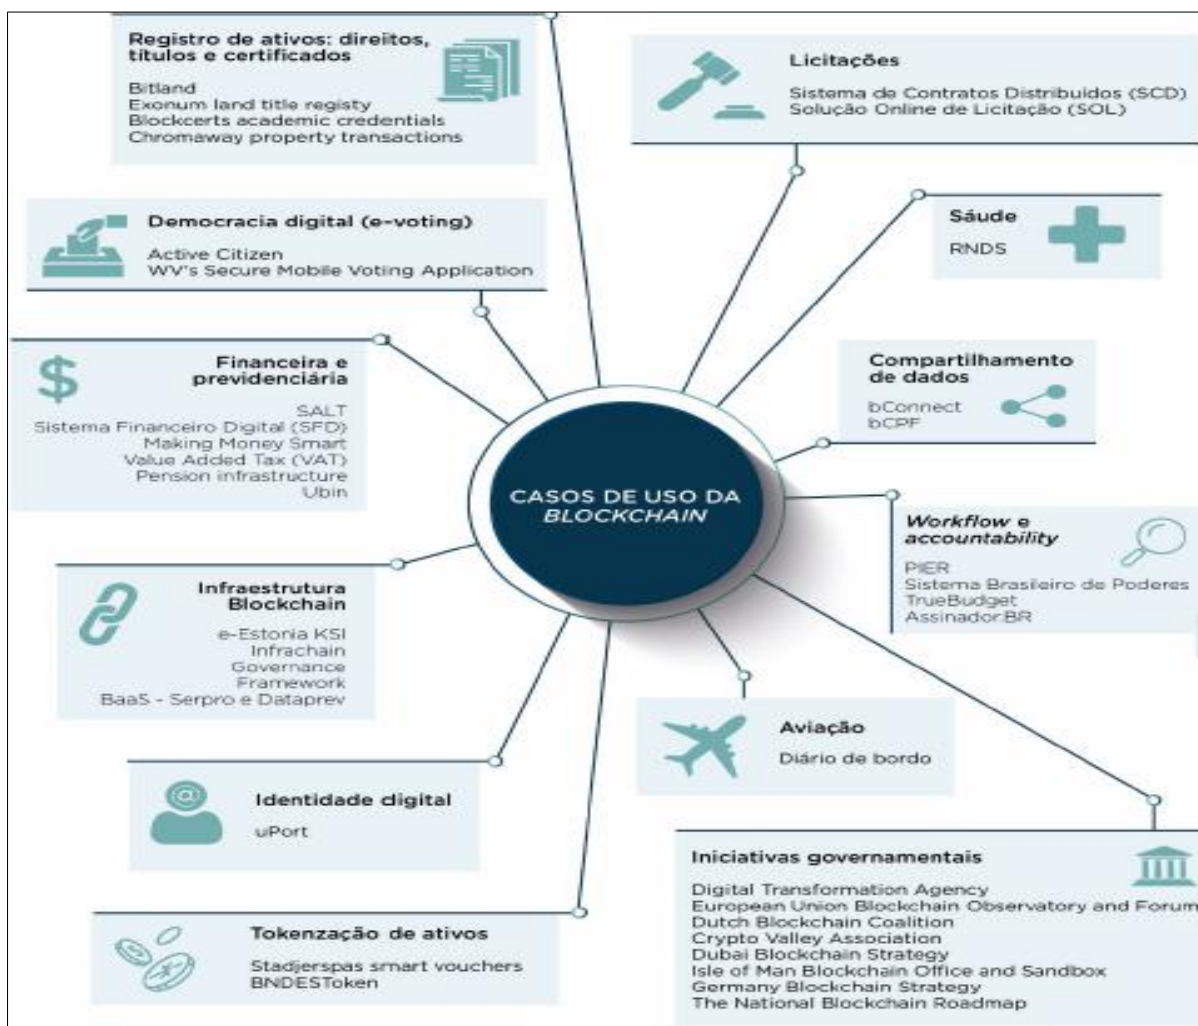 Registro de ativos: direitos,
títulos e certificados
Bitland
Exonum land title registy
Blockcerts academic credentials
Chromaway property transactions
Licitações
Sistema de Contratos Distribuídos (SCD)
Solução Online de Licitação (SOL)
Democracia digital (e-voting)
Active Citizen
WV's Secure Mobile Voting Application
Sáude
RNDS
Financeira e
previdenciária
SALT
Sistema Financeiro Digital (SFD)
Making Money Smart
Value Added Tax (VAT)
Pension infrastructure
Ubin
Compartilhamento
de dados
bConnect
bCPF
CASOS DE USO DA
BLOCKCHAIN
Workflow e
accountability
PIER
Sistema Brasileiro de Poderes
TrueBudget
Assinador.BR
Infraestrutura
Blockchain
e-Estonia KSI
Infrachain
Governance
Framework
BaaS - Serpro e Dataprev
Aviação
Diário de bordo
Identidade digital
uPort
Iniciativas governamentais
Digital Transformation Agency
European Union Blockchain Observatory and Forum
Dutch Blockchain Coalition
Crypto Valley Association
Dubai Blockchain Strategy
Isle of Man Blockchain Office and Sandbox
Germany Blockchain Strategy
The National Blockchain Roadmap
Tokenzação de ativos
Stadjerspas smart vouchers
BNDESToken